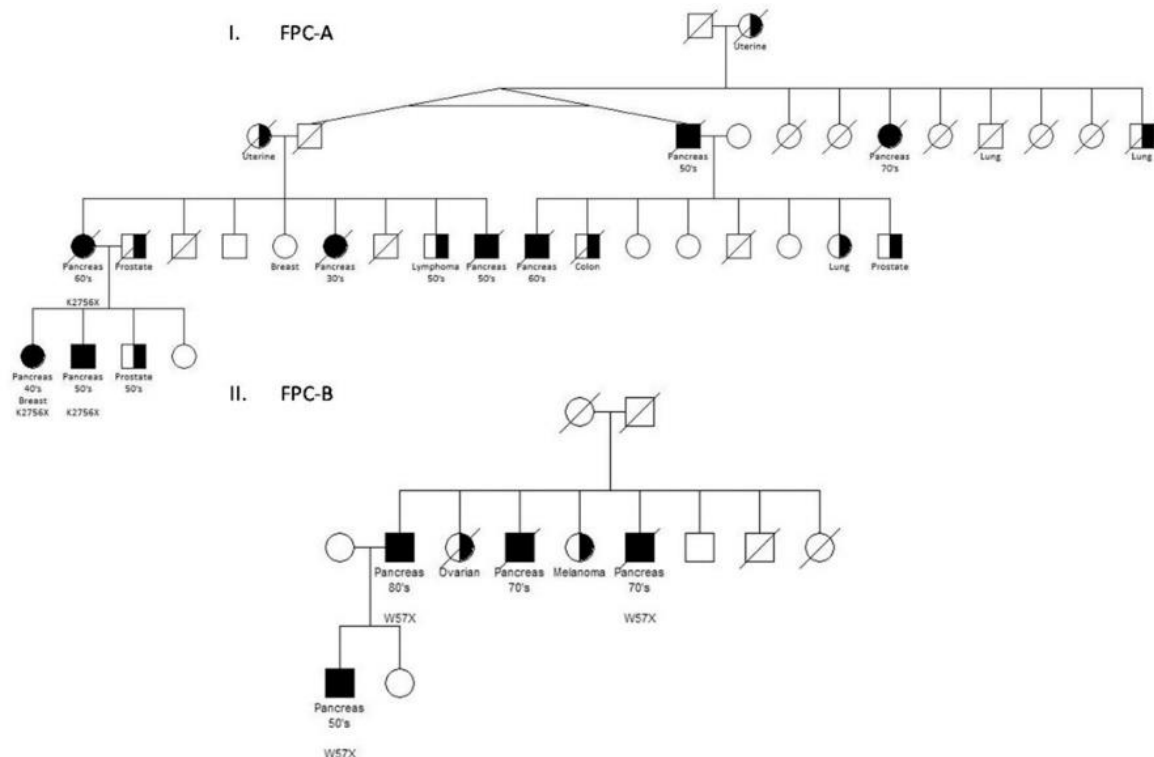 I. FPC-A
Uterine
Uterine
Pancreas
50's
Pancreas
70's
Lung
Lung
Pancreas
60's
K2756X
Prostate
Breast
Pancreas
30's
Lymphoma
50's
Pancreas
50's
Pancreas
60's
Colon
Lung
Prostate
Pancreas
40's
Breast
K2756X
Pancreas
50's
K2756X
Prostate
50's
II. FPC-B
Pancreas
80's
W57X
Ovarian
Pancreas
70's
Melanoma
Pancreas
70's
W57X
Pancreas
50's
W57X